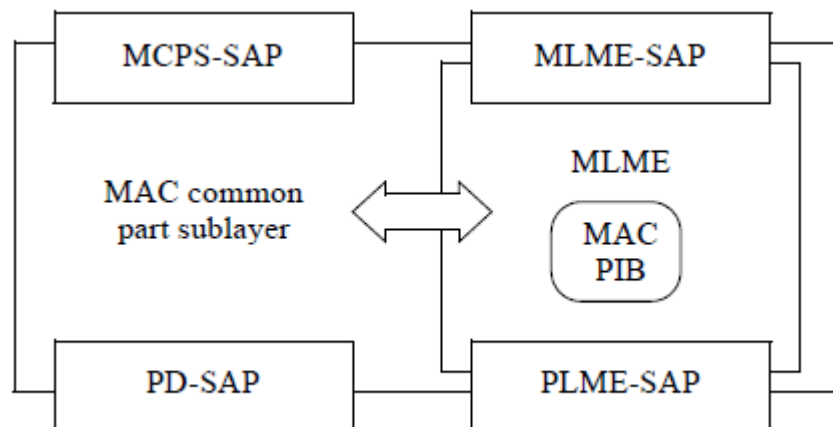 MCPS-SAP
MLME-SAP
MLME
MAC common
part sublayer
MAC
PIB
PD-SAP
PLME-SAP